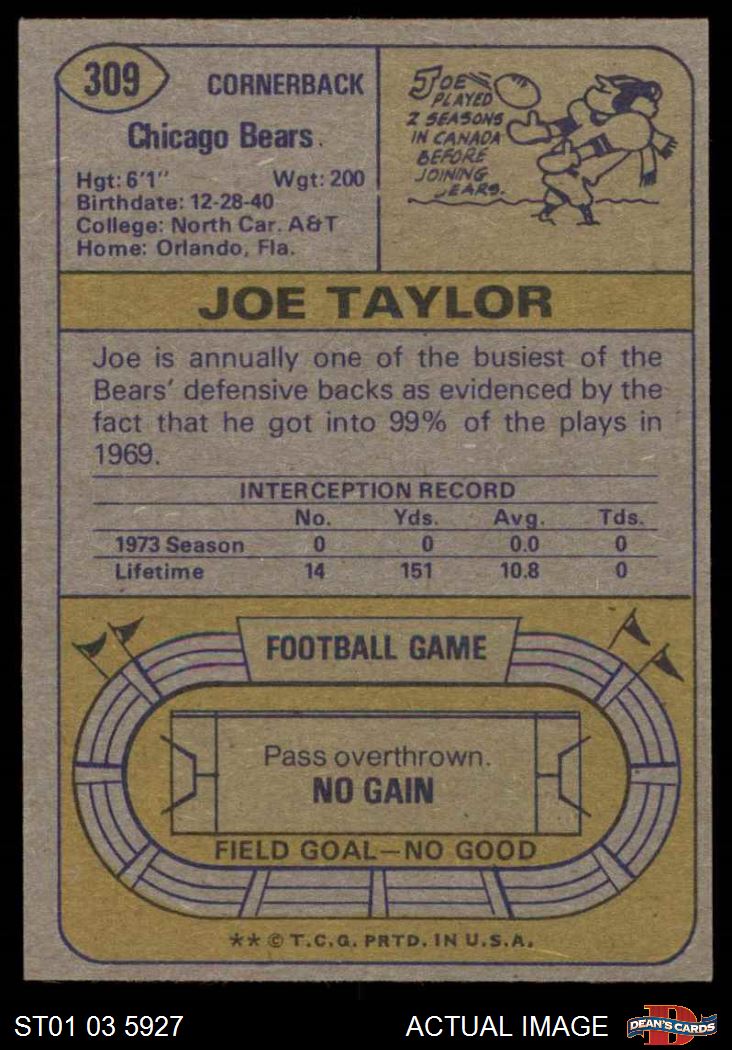 309
CORNERBACK
Chicago Bears.
Hgt: 6'1" Wgt: 200
Birthdate: 12-28-40
College: North Car. A&T
Home: Orlando, Fla.
JOE
PLAYED
2 SEASONS
IN CANADA
BEFORE
JOINING
EARS.
JOE TAYLOR
Joe is annually one of the busiest of the
Bears' defensive backs as evidenced by the
fact that he got into 99% of the plays in
1969.
INTERCEPTION RECORD
No. Yds. Avg. Tds.
1973 Season 0 0 0.0 0
Lifetime 14 151 10.8 0
FOOTBALL GAME
Pass overthrown.
NO GAIN
FIELD GOAL—NO GOOD
** © T.C.G. PRTD. IN U.S.A.
ST01 03 5927
ACTUAL IMAGE
D
DEAN'S CARDS